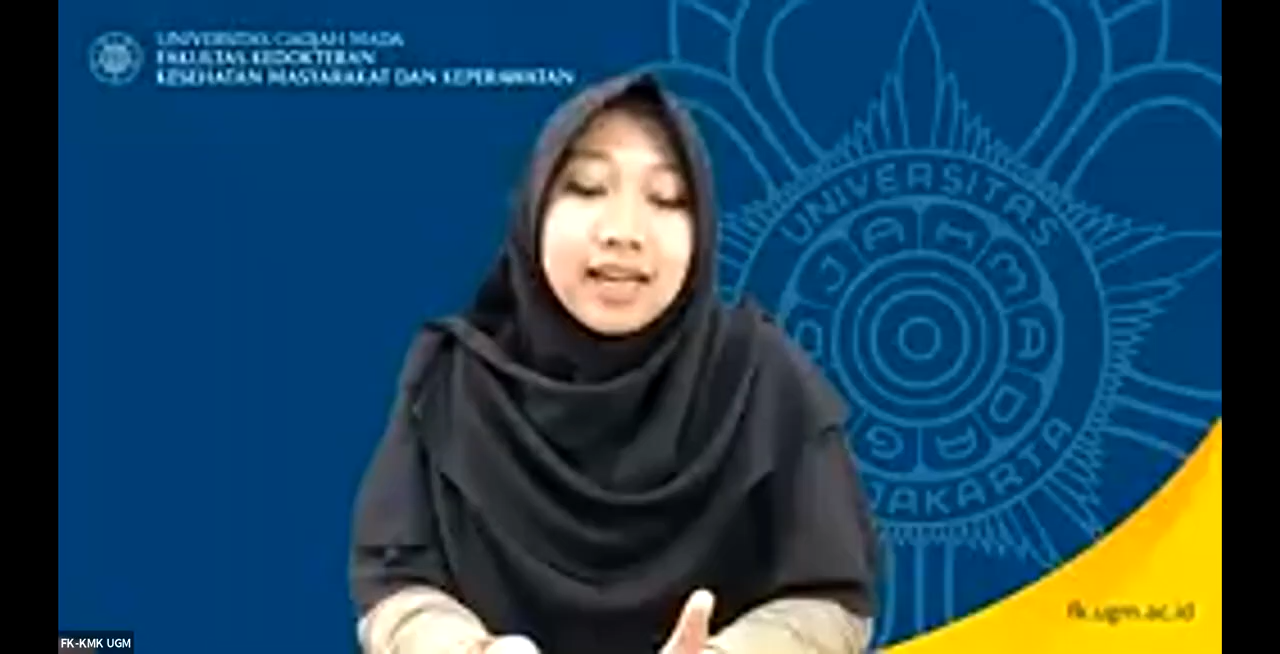 UNIVERSITAS GADJAH MADA
FAKULTAS KEDOKTERAN
KESEHATAN MASYARAKAT DAN KEPERAWATAN
UNIVERSITAS
GADJAH MADA
JAKARTA
fk.ugm.ac.id
FK-KMK UGM